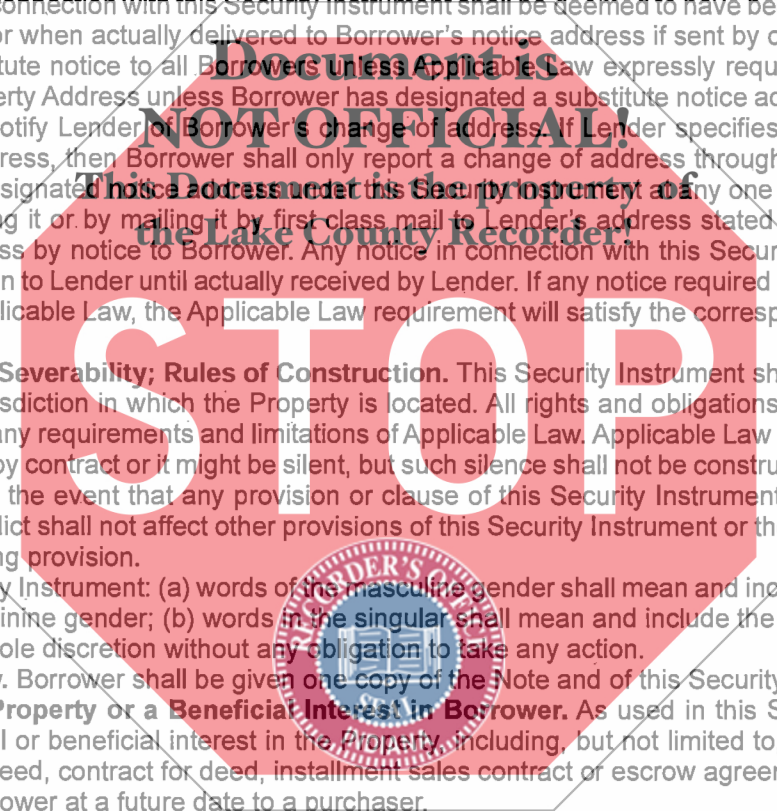 connection with this Security Instrument shall be deemed to have be
or when actually delivered to Borrower's notice address if sent by o
Document is
tute notice to all Borrowers unless Applicable Law expressly requ
erty Address unless Borrower has designated a substitute notice ad
NOT OFFICIAL!
notify Lender of Borrower's change of address. If Lender specifies
ress, then Borrower shall only report a change of address through
This Document is the property of
signated notice address under this Security Instrument at any one
ng it or by mailing it by first class mail to Lender's address stated
the Lake County Recorder!
ss by notice to Borrower. Any notice in connection with this Secur
n to Lender until actually received by Lender. If any notice required
licable Law, the Applicable Law requirement will satisfy the corresp
STOP
Severability; Rules of Construction. This Security Instrument sh
isdiction in which the Property is located. All rights and obligations
any requirements and limitations of Applicable Law. Applicable Law
by contract or it might be silent, but such silence shall not be constru
the event that any provision or clause of this Security Instrument
lict shall not affect other provisions of this Security Instrument or th
ng provision.
y Instrument: (a) words of the masculine gender shall mean and inc
inine gender; (b) words in the singular shall mean and include the
ole discretion without any obligation to take any action.
y. Borrower shall be given one copy of the Note and of this Security
Property or a Beneficial Interest in Borrower. As used in this S
l or beneficial interest in the Property, including, but not limited to
eed, contract for deed, installment sales contract or escrow agreer
ower at a future date to a purchaser.
RECORDER'S OFFICE
SEAL